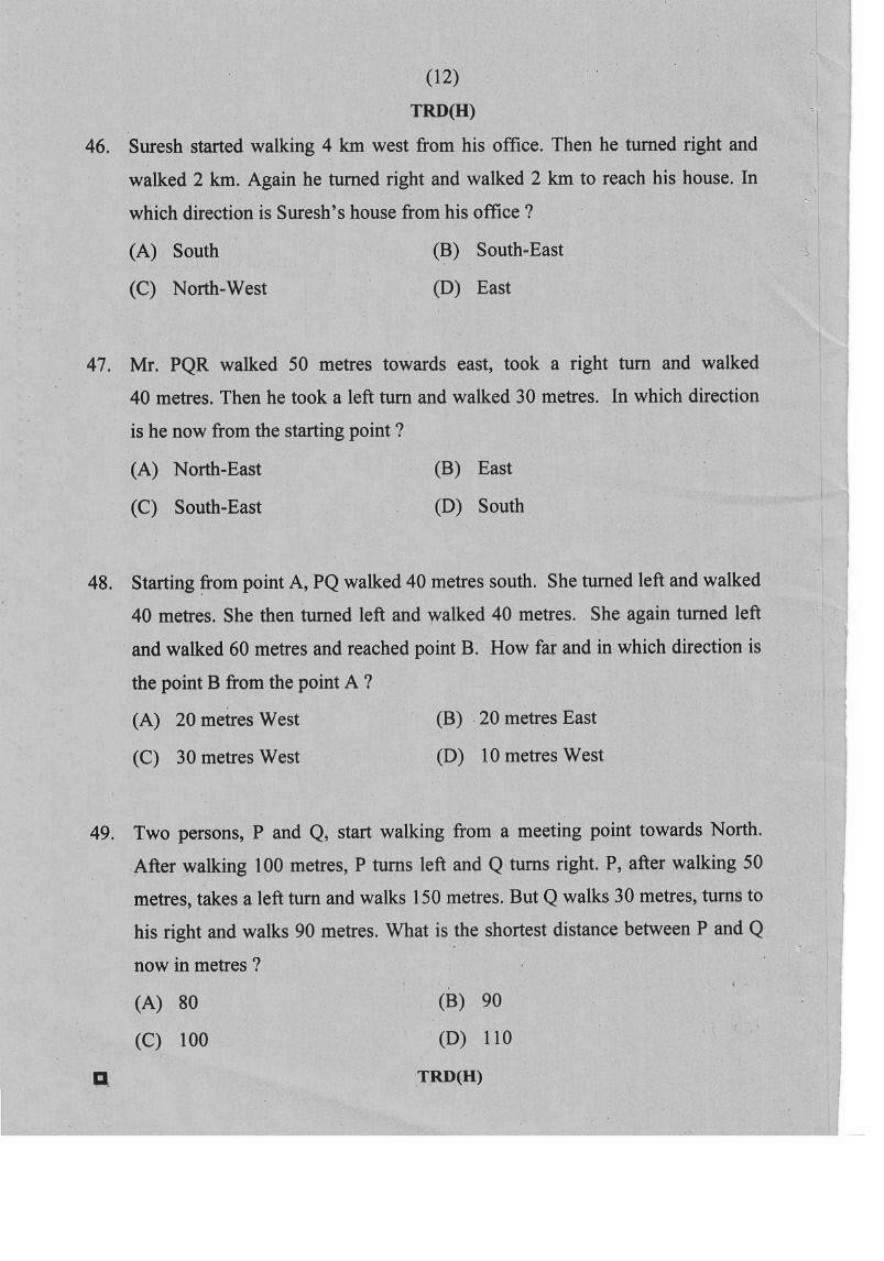 (12)
TRD(H)
46. Suresh started walking 4 km west from his office. Then he turned right and
walked 2 km. Again he turned right and walked 2 km to reach his house. In
which direction is Suresh's house from his office ?
(A) South (B) South-East
(C) North-West (D) East
47. Mr. PQR walked 50 metres towards east, took a right turn and walked
40 metres. Then he took a left turn and walked 30 metres. In which direction
is he now from the starting point ?
(A) North-East (B) East
(C) South-East (D) South
48. Starting from point A, PQ walked 40 metres south. She turned left and walked
40 metres. She then turned left and walked 40 metres. She again turned left
and walked 60 metres and reached point B. How far and in which direction is
the point B from the point A ?
(A) 20 metres West (B) 20 metres East
(C) 30 metres West (D) 10 metres West
49. Two persons, P and Q, start walking from a meeting point towards North.
After walking 100 metres, P turns left and Q turns right. P, after walking 50
metres, takes a left turn and walks 150 metres. But Q walks 30 metres, turns to
his right and walks 90 metres. What is the shortest distance between P and Q
now in metres ?
(A) 80 (B) 90
(C) 100 (D) 110
TRD(H)